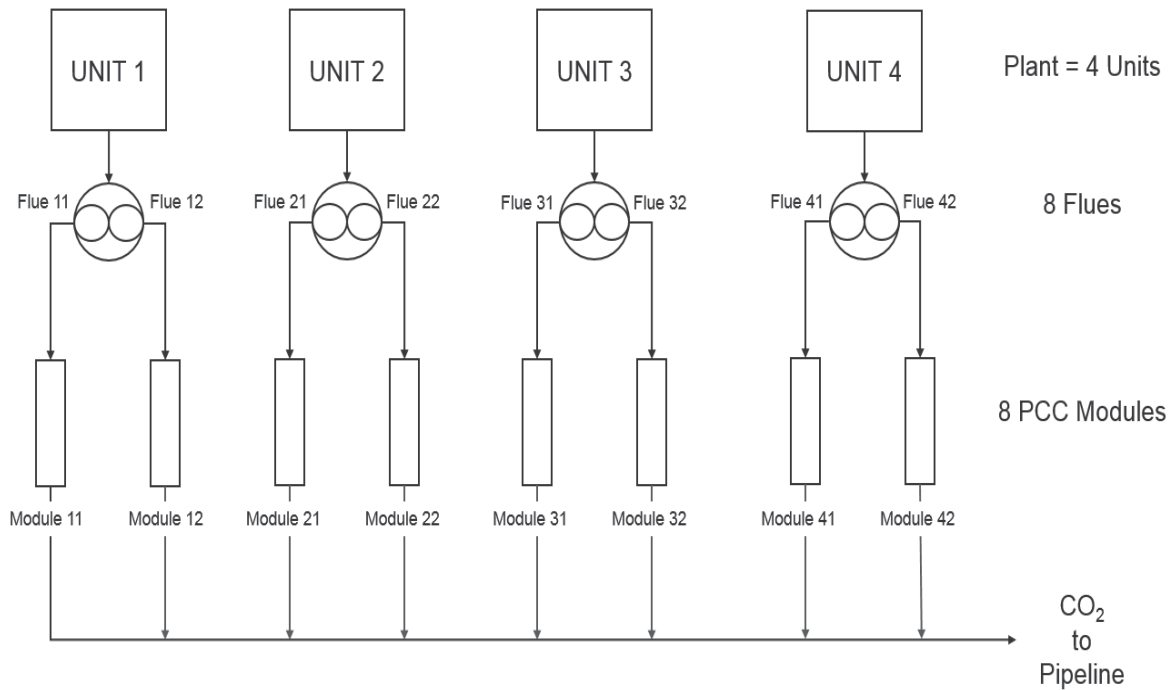 UNIT 1
UNIT 2
UNIT 3
UNIT 4
Plant = 4 Units
Flue 11
Flue 12
Flue 21
Flue 22
Flue 31
Flue 32
Flue 41
Flue 42
8 Flues
8 PCC Modules
Module 11
Module 12
Module 21
Module 22
Module 31
Module 32
Module 41
Module 42
CO₂
to
Pipeline